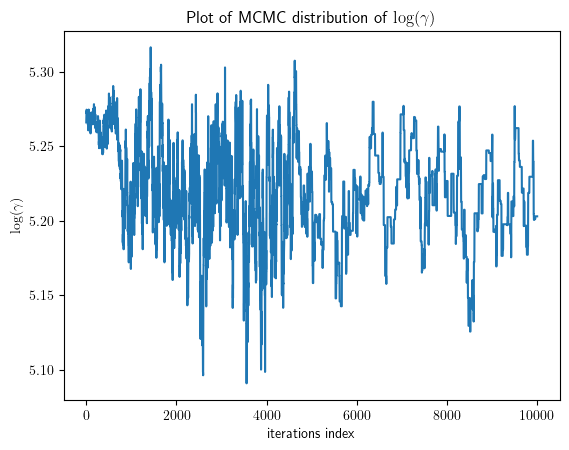 Plot of MCMC distribution of log(γ)
log(γ)
5.30
5.25
5.20
5.15
5.10
0 2000 4000 6000 8000 10000
iterations index